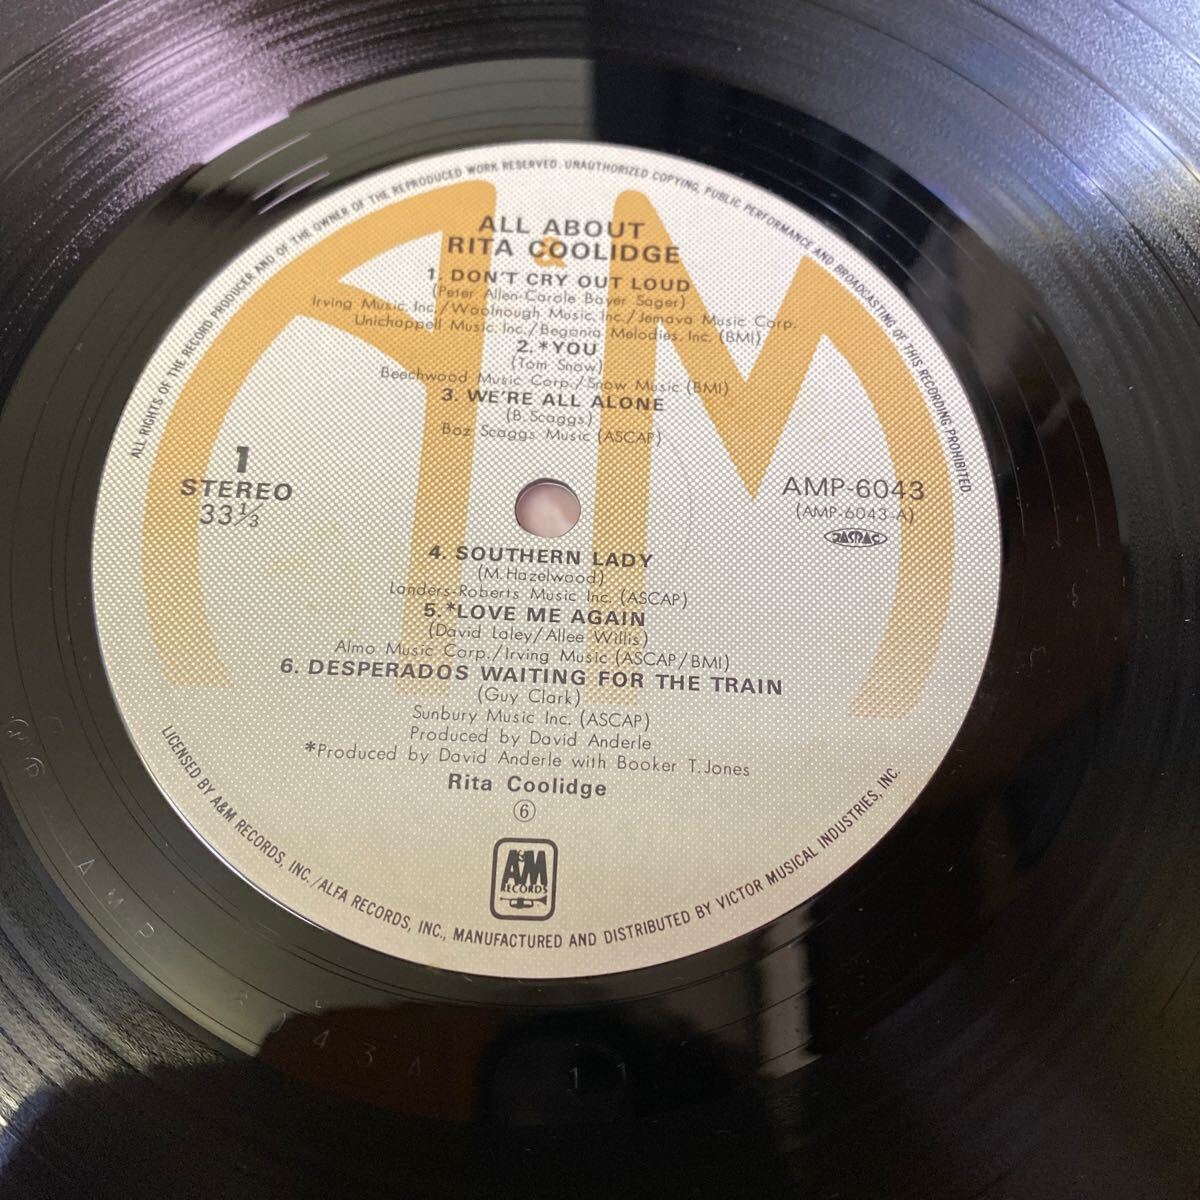 ALL RIGHTS OF THE RECORD PRODUCER AND OF THE OWNER OF THE REPRODUCED WORK RESERVED. UNAUTHORIZED COPYING, PUBLIC PERFORMANCE AND BROADCASTING OF THIS RECORDING PROHIBITED.
ALL ABOUT
RITA COOLIDGE
1. DON'T CRY OUT LOUD
(Peter Allen-Carole Bayer Sager)
Irving Music, Inc./Woolnough Music, Inc./Jemava Music Corp.
Unichappell Music, Inc./Begonia Melodies, Inc. (BMI)
2. *YOU
(Tom Snow)
Beechwood Music Corp./Snow Music (BMI)
3. WE'RE ALL ALONE
(B. Scaggs)
Boz Scaggs Music (ASCAP)
1
STEREO
33⅓
AMP-6043
(AMP-6043-A)
JASRAC
4. SOUTHERN LADY
(M. Hazelwood)
Landers-Roberts Music Inc. (ASCAP)
5. *LOVE ME AGAIN
(David Laley/Allee Willis)
Almo Music Corp./Irving Music (ASCAP/BMI)
6. DESPERADOS WAITING FOR THE TRAIN
(Guy Clark)
Sunbury Music Inc. (ASCAP)
Produced by David Anderle
*Produced by David Anderle with Booker T. Jones
Rita Coolidge
⑥
A&M
RECORDS
LICENSED BY A&M RECORDS, INC./ALFA RECORDS, INC., MANUFACTURED AND DISTRIBUTED BY VICTOR MUSICAL INDUSTRIES, INC.